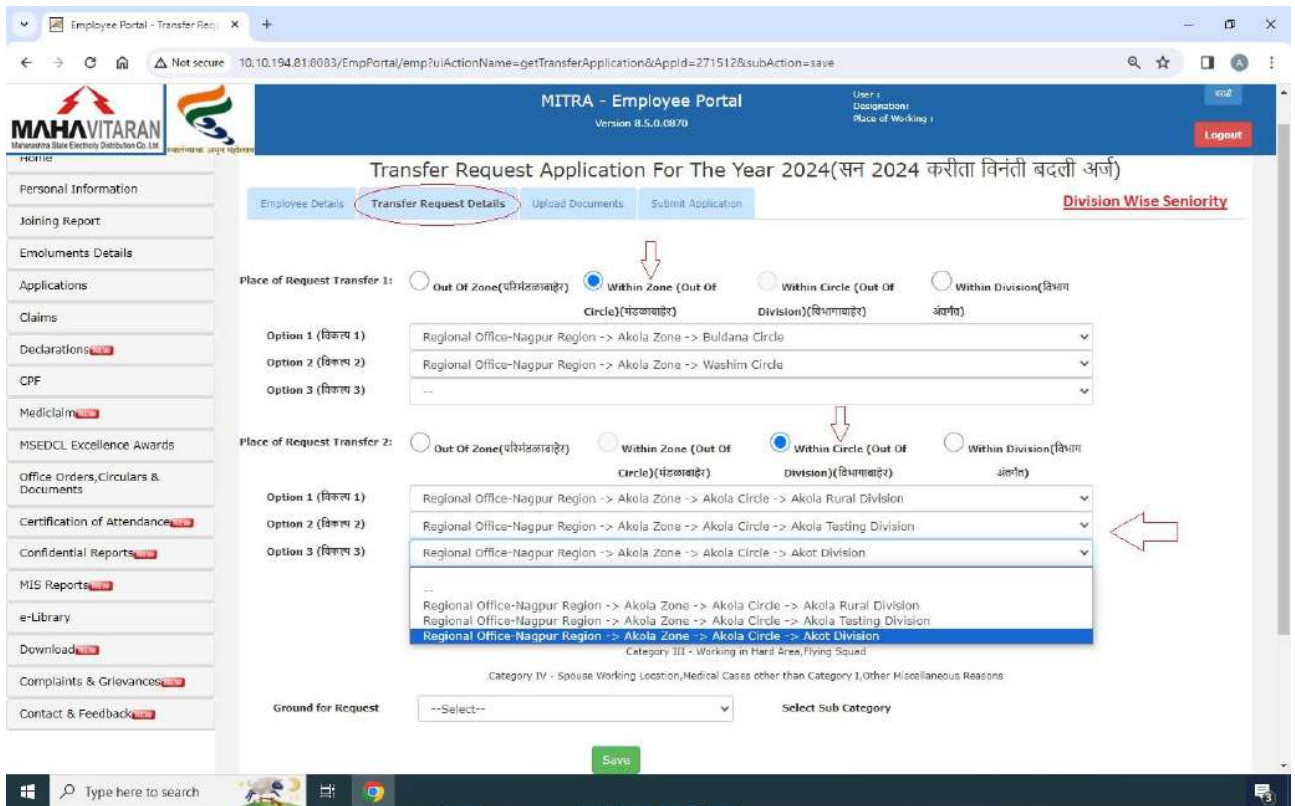 Employee Portal - Transfer Req
Not secure 10.10.194.81:8083/EmpPortal/emp?uiActionName=getTransferApplication&AppId=271512&subAction=save
MAHAVITARAN
Maharashtra State Electricity Distribution Co. Ltd.
MITRA - Employee Portal
Version 8.5.0.0870
User :
Designation:
Place of Working :
मराठी
Logout
Home
Personal Information
Joining Report
Emoluments Details
Applications
Claims
Declarations
CPF
Mediclaim
MSEDCL Excellence Awards
Office Orders,Circulars &
Documents
Certification of Attendance
Confidential Reports
MIS Reports
e-Library
Download
Complaints & Grievances
Contact & Feedback
Transfer Request Application For The Year 2024(सन 2024 करीता विनंती बदली अर्ज)
Employee Details Transfer Request Details Upload Documents Submit Application
Division Wise Seniority
Place of Request Transfer 1: Out Of Zone(परिमंडळाबाहेर) Within Zone (Out Of Within Circle (Out Of Within Division(विभाग
Circle)(मंडळाबाहेर) Division)(विभागाबाहेर) अंतर्गत)
Option 1 (विकल्प 1) Regional Office-Nagpur Region -> Akola Zone -> Buldana Circle
Option 2 (विकल्प 2) Regional Office-Nagpur Region -> Akola Zone -> Washim Circle
Option 3 (विकल्प 3) --
Place of Request Transfer 2: Out Of Zone(परिमंडळाबाहेर) Within Zone (Out Of Within Circle (Out Of Within Division(विभाग
Circle)(मंडळाबाहेर) Division)(विभागाबाहेर) अंतर्गत)
Option 1 (विकल्प 1) Regional Office-Nagpur Region -> Akola Zone -> Akola Circle -> Akola Rural Division
Option 2 (विकल्प 2) Regional Office-Nagpur Region -> Akola Zone -> Akola Circle -> Akola Testing Division
Option 3 (विकल्प 3) Regional Office-Nagpur Region -> Akola Zone -> Akola Circle -> Akot Division
--
Regional Office-Nagpur Region -> Akola Zone -> Akola Circle -> Akola Rural Division
Regional Office-Nagpur Region -> Akola Zone -> Akola Circle -> Akola Testing Division
Regional Office-Nagpur Region -> Akola Zone -> Akola Circle -> Akot Division
Category III - Working in Hard Area,Flying Squad
Category IV - Spouse Working Location,Medical Cases other than Category I,Other Miscellaneous Reasons
Ground for Request --Select-- Select Sub Category
Save
Type here to search